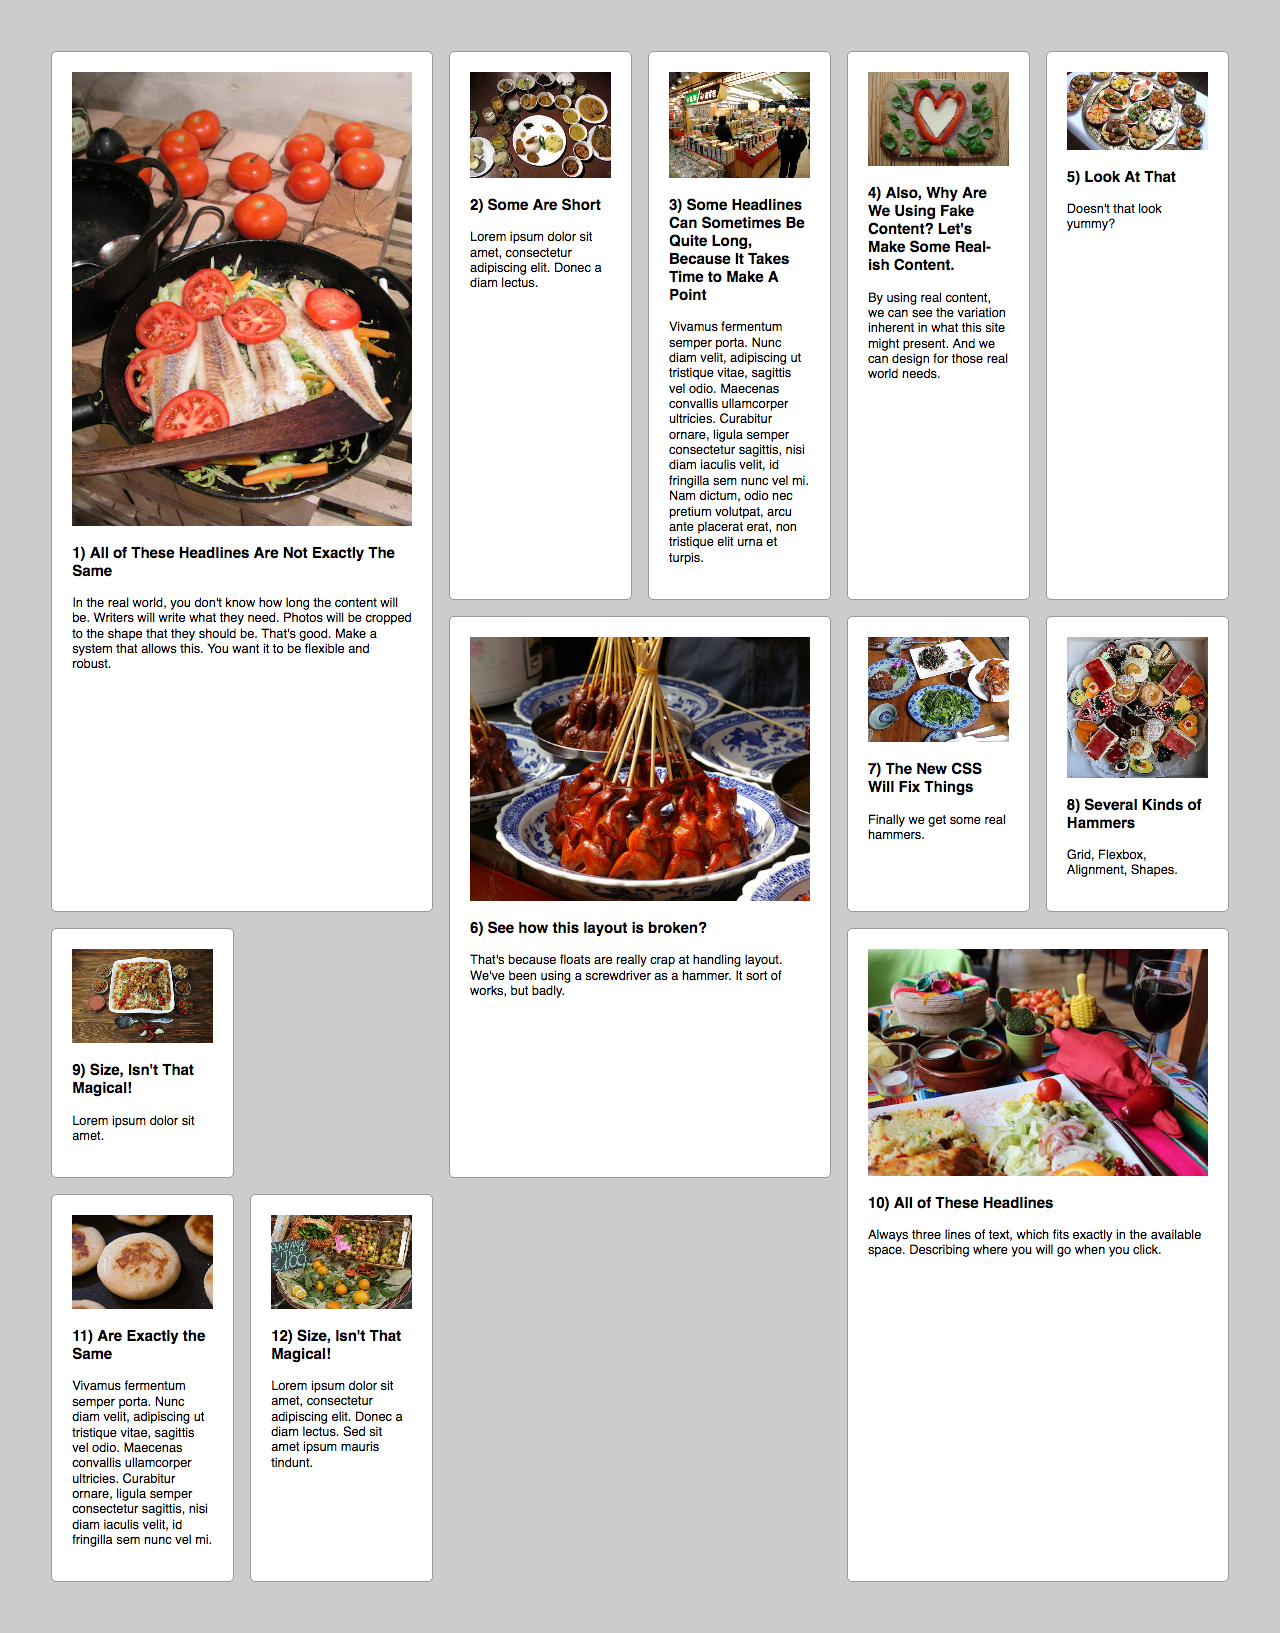 1) All of These Headlines Are Not Exactly The
Same
In the real world, you don't know how long the content will
be. Writers will write what they need. Photos will be cropped
to the shape that they should be. That's good. Make a
system that allows this. You want it to be flexible and
robust.
2) Some Are Short
Lorem ipsum dolor sit
amet, consectetur
adipiscing elit. Donec a
diam lectus.
3) Some Headlines
Can Sometimes Be
Quite Long,
Because It Takes
Time to Make A
Point
Vivamus fermentum
semper porta. Nunc
diam velit, adipiscing ut
tristique vitae, sagittis
vel odio. Maecenas
convallis ullamcorper
ultricies. Curabitur
ornare, ligula semper
consectetur sagittis, nisi
diam iaculis velit, id
fringilla sem nunc vel mi.
Nam dictum, odio nec
pretium volutpat, arcu
ante placerat erat, non
tristique elit urna et
turpis.
4) Also, Why Are
We Using Fake
Content? Let's
Make Some Real-
ish Content.
By using real content,
we can see the variation
inherent in what this site
might present. And we
can design for those real
world needs.
5) Look At That
Doesn't that look
yummy?
6) See how this layout is broken?
That's because floats are really crap at handling layout.
We've been using a screwdriver as a hammer. It sort of
works, but badly.
7) The New CSS
Will Fix Things
Finally we get some real
hammers.
8) Several Kinds of
Hammers
Grid, Flexbox,
Alignment, Shapes.
9) Size, Isn't That
Magical!
Lorem ipsum dolor sit
amet.
10) All of These Headlines
Always three lines of text, which fits exactly in the available
space. Describing where you will go when you click.
11) Are Exactly the
Same
Vivamus fermentum
semper porta. Nunc
diam velit, adipiscing ut
tristique vitae, sagittis
vel odio. Maecenas
convallis ullamcorper
ultricies. Curabitur
ornare, ligula semper
consectetur sagittis, nisi
diam iaculis velit, id
fringilla sem nunc vel mi.
12) Size, Isn't That
Magical!
Lorem ipsum dolor sit
amet, consectetur
adipiscing elit. Donec a
diam lectus. Sed sit
amet ipsum mauris
tindunt.